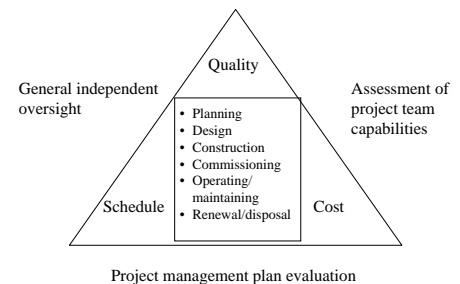 Quality
General independent
oversight
Assessment of
project team
capabilities
• Planning
• Design
• Construction
• Commissioning
• Operating/
maintaining
• Renewal/disposal
Schedule
Cost
Project management plan evaluation